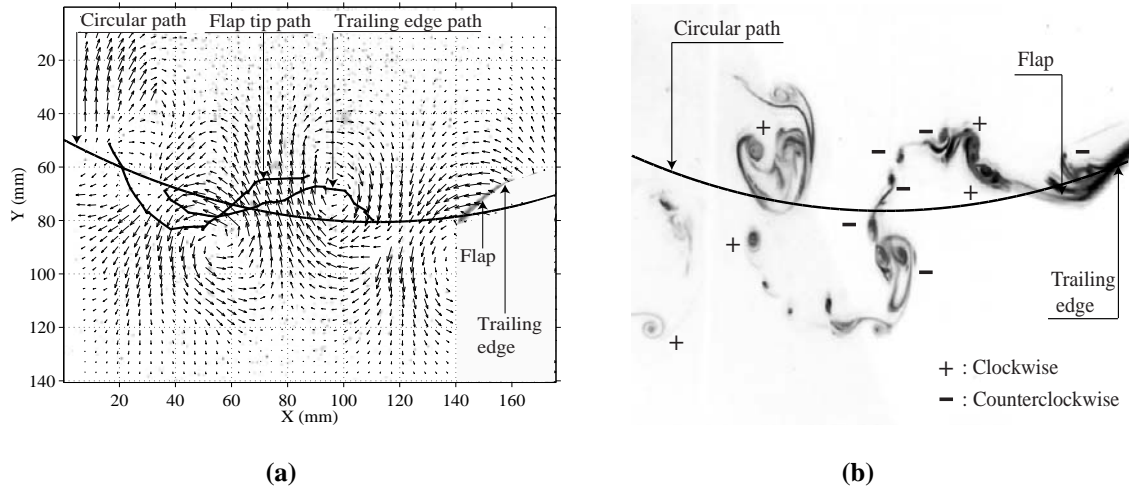 Circular path
Flap tip path
Trailing edge path
20
40
60
80
100
120
140
Y (mm)
20
40
60
80
100
120
140
160
X (mm)
Flap
Trailing
edge
(a)
Circular path
Flap
+
−
+
−
−
+
−
−
+
−
+
Trailing
edge
+ : Clockwise
− : Counterclockwise
(b)